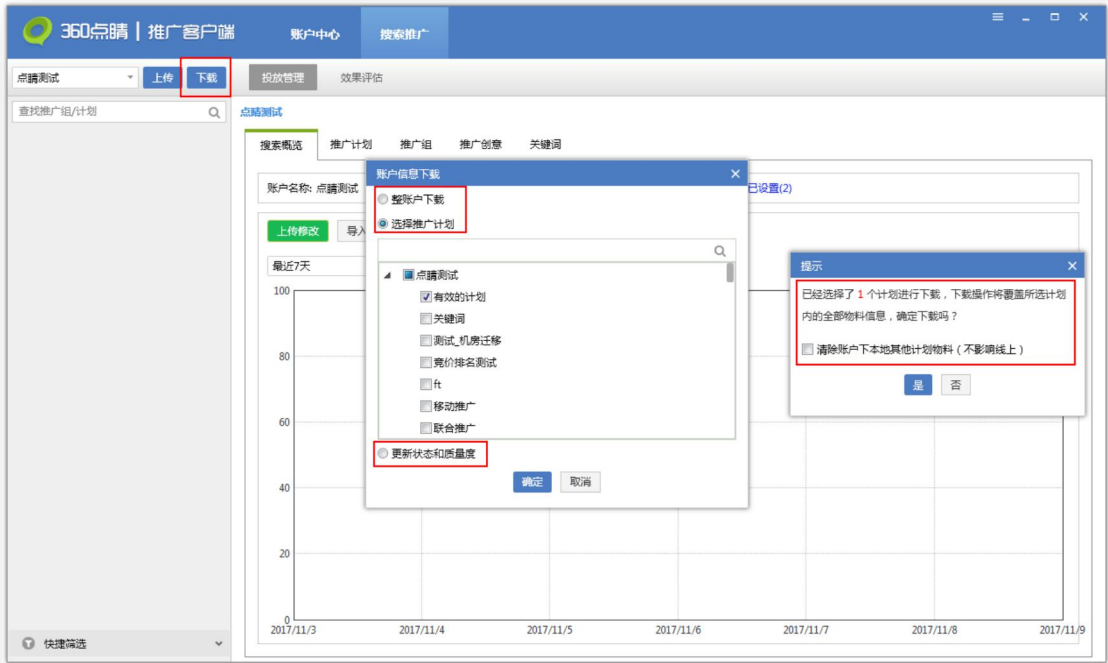 360点睛 | 推广客户端
账户中心
搜索推广
点睛测试
上传
下载
投放管理
效果评估
查找推广组/计划
点睛测试
搜索概览
推广计划
推广组
推广创意
关键词
账户名称: 点睛测试
已设置(2)
上传修改
导入
最近7天
账户信息下载
整账户下载
选择推广计划
点睛测试
有效的计划
关键词
测试_机房迁移
竞价排名测试
ft
移动推广
联合推广
更新状态和质量度
确定
取消
提示
已经选择了 1 个计划进行下载，下载操作将覆盖所选计划
内的全部物料信息，确定下载吗？
清除账户下本地其他计划物料（不影响线上）
是
否
100
80
60
40
20
0
2017/11/3
2017/11/4
2017/11/5
2017/11/6
2017/11/7
2017/11/8
2017/11/9
快捷筛选